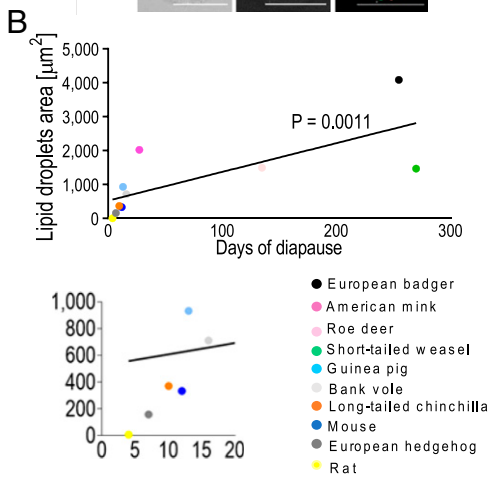 B
Lipid droplets area [μm²]
5,000
4,000
3,000
2,000
1,000
0
P = 0.0011
0 100 200 300
Days of diapause
1,000
800
600
400
200
0
0 5 10 15 20
European badger
American mink
Roe deer
Short-tailed weasel
Guinea pig
Bank vole
Long-tailed chinchilla
Mouse
European hedgehog
Rat